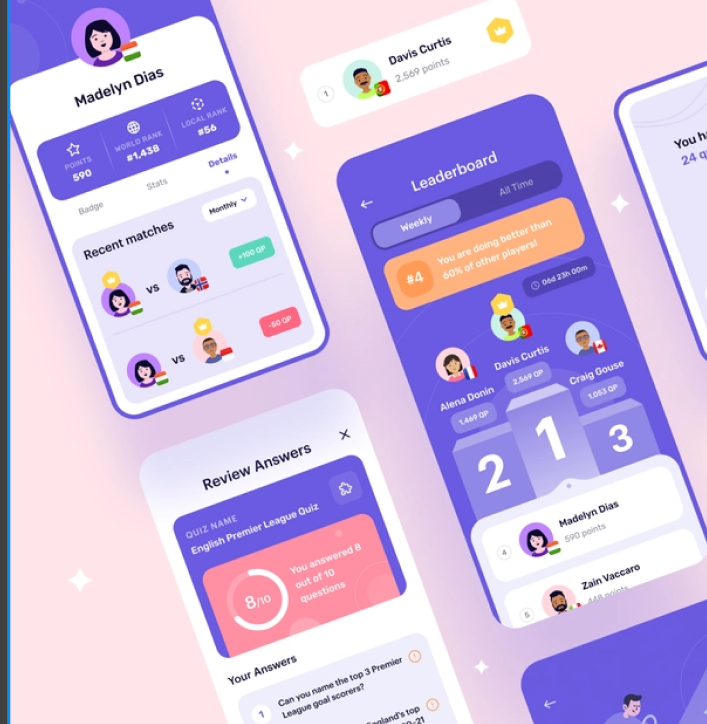 Madelyn Dias
POINTS
590
WORLD RANK
#1,438
LOCAL RANK
#56
Badge
Stats
Details
Recent matches
Monthly
VS
+100 QP
VS
-50 QP
1
Davis Curtis
2,569 points
Leaderboard
Weekly
All Time
#4
You are doing better than
60% of other players!
06d 23h 00m
Davis Curtis
2,569 QP
Alena Donin
1,469 QP
Craig Gouse
1,053 QP
2
1
3
4
Madelyn Dias
590 points
5
Zain Vaccaro
448 points
You ha
24 q
Review Answers
QUIZ NAME
English Premier League Quiz
8/10
You answered 8
out of 10
questions
Your Answers
1
Can you name the top 3 Premier
League goal scorers?
England's top